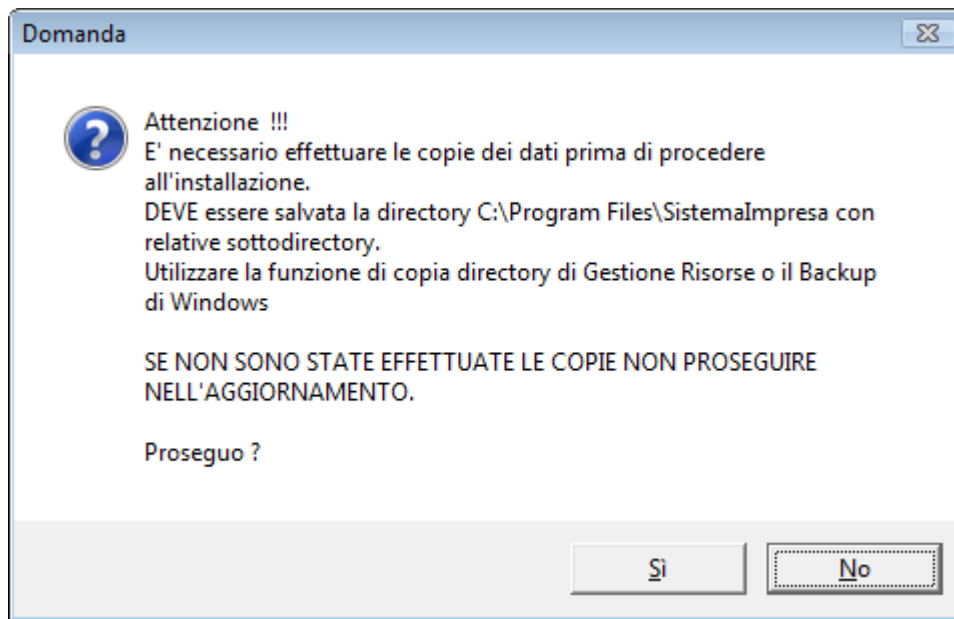 Domanda
Attenzione !!!
E' necessario effettuare le copie dei dati prima di procedere
all'installazione.
DEVE essere salvata la directory C:\Program Files\SistemaImpresa con
relative sottodirectory.
Utilizzare la funzione di copia directory di Gestione Risorse o il Backup
di Windows
SE NON SONO STATE EFFETTUATE LE COPIE NON PROSEGUIRE
NELL'AGGIORNAMENTO.
Proseguo ?
Sì No